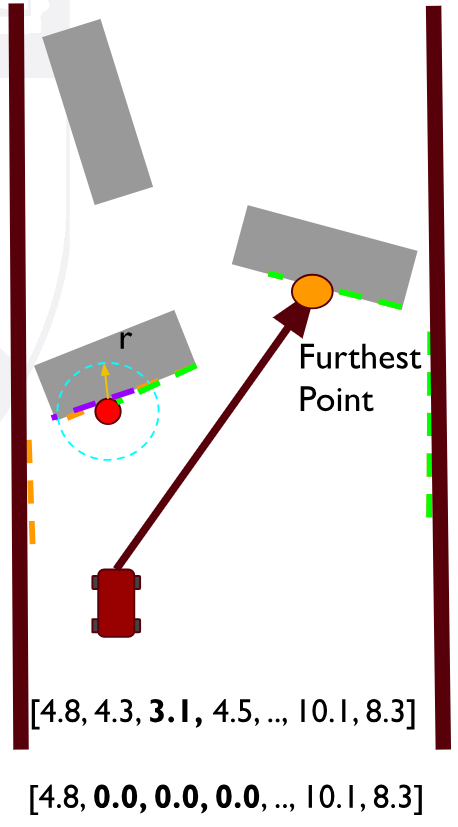 r
Furthest
Point
[4.8, 4.3, 3.1, 4.5, .., 10.1, 8.3]
[4.8, 0.0, 0.0, 0.0, .., 10.1, 8.3]